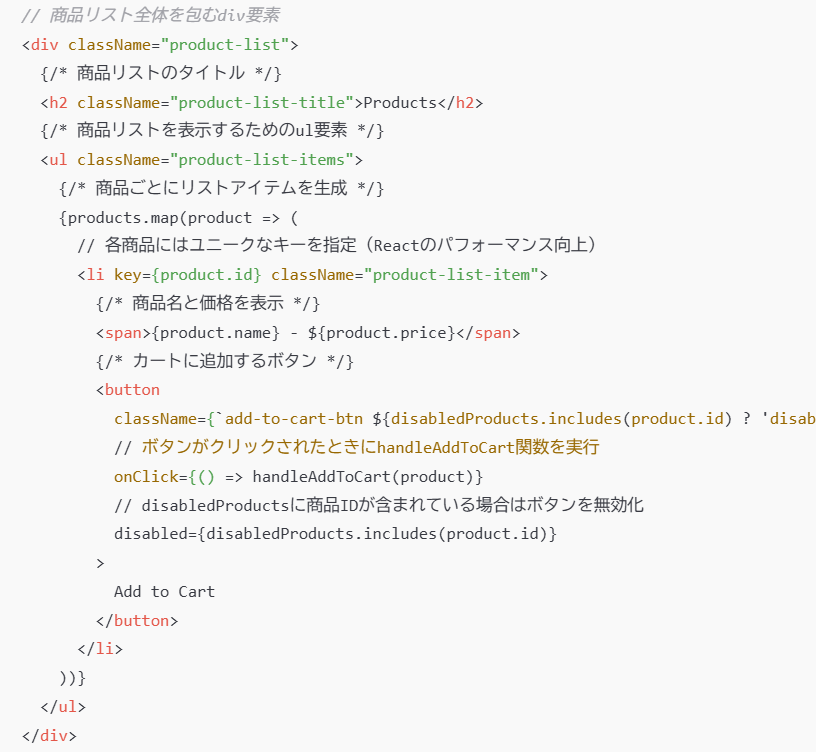 // 商品リスト全体を包むdiv要素
<div className="product-list">
  {/* 商品リストのタイトル */}
  <h2 className="product-list-title">Products</h2>
  {/* 商品リストを表示するためのul要素 */}
  <ul className="product-list-items">
    {/* 商品ごとにリストアイテムを生成 */}
    {products.map(product => (
      // 各商品にはユニークなキーを指定（Reactのパフォーマンス向上）
      <li key={product.id} className="product-list-item">
        {/* 商品名と価格を表示 */}
        <span>{product.name} - ${product.price}</span>
        {/* カートに追加するボタン */}
        <button
          className={`add-to-cart-btn ${disabledProducts.includes(product.id) ? 'disab
          // ボタンがクリックされたときにhandleAddToCart関数を実行
          onClick={() => handleAddToCart(product)}
          // disabledProductsに商品IDが含まれている場合はボタンを無効化
          disabled={disabledProducts.includes(product.id)}
        >
          Add to Cart
        </button>
      </li>
    ))}
  </ul>
</div>